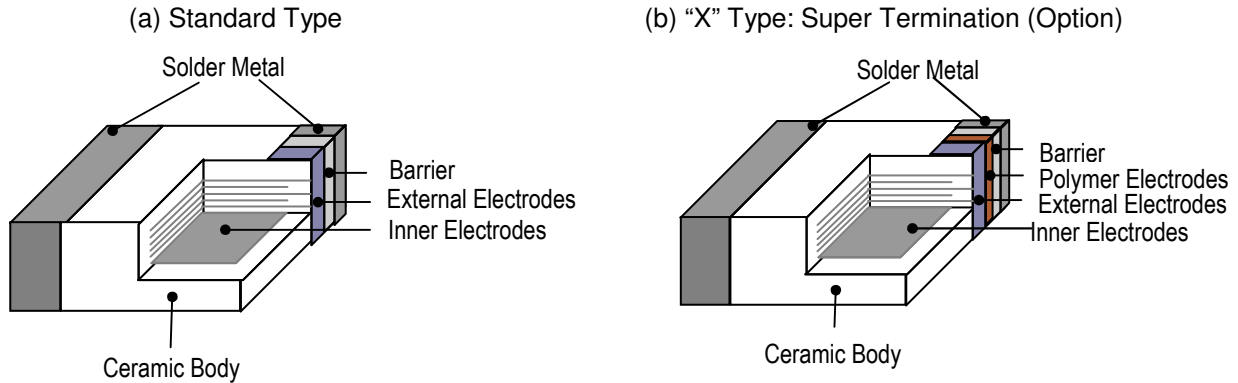 (a) Standard Type
Solder Metal
Barrier
External Electrodes
Inner Electrodes
Ceramic Body
(b) “X” Type: Super Termination (Option)
Solder Metal
Barrier
Polymer Electrodes
External Electrodes
Inner Electrodes
Ceramic Body